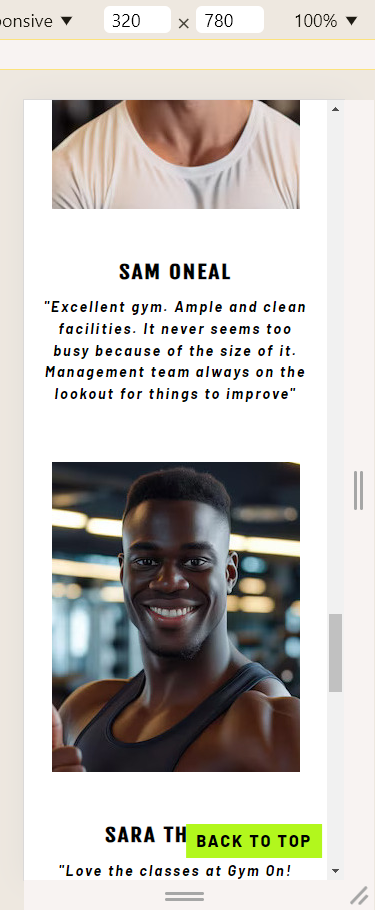 ponsive ▼ 320 × 780 100% ▼
SAM ONEAL
"Excellent gym. Ample and clean
facilities. It never seems too
busy because of the size of it.
Management team always on the
lookout for things to improve"
SARA TH
BACK TO TOP
"Love the classes at Gym On!